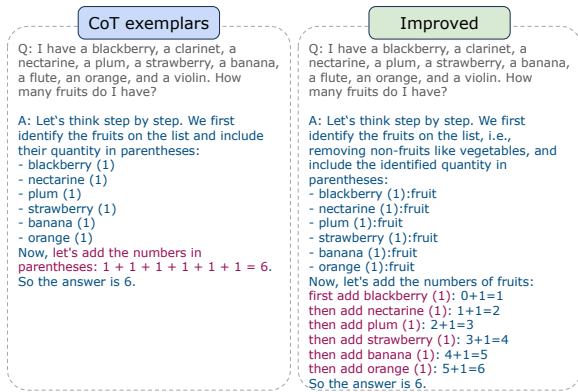 CoT exemplars
Q: I have a blackberry, a clarinet, a
nectarine, a plum, a strawberry, a banana,
a flute, an orange, and a violin. How
many fruits do I have?
A: Let's think step by step. We first
identify the fruits on the list and include
their quantity in parentheses:
- blackberry (1)
- nectarine (1)
- plum (1)
- strawberry (1)
- banana (1)
- orange (1)
Now, let's add the numbers in
parentheses: 1 + 1 + 1 + 1 + 1 + 1 = 6.
So the answer is 6.
Improved
Q: I have a blackberry, a clarinet, a
nectarine, a plum, a strawberry, a banana,
a flute, an orange, and a violin. How
many fruits do I have?
A: Let's think step by step. We first
identify the fruits on the list, i.e.,
removing non-fruits like vegetables, and
include the identified quantity in
parentheses:
- blackberry (1):fruit
- nectarine (1):fruit
- plum (1):fruit
- strawberry (1):fruit
- banana (1):fruit
- orange (1):fruit
Now, let's add the numbers of fruits:
first add blackberry (1): 0+1=1
then add nectarine (1): 1+1=2
then add plum (1): 2+1=3
then add strawberry (1): 3+1=4
then add banana (1): 4+1=5
then add orange (1): 5+1=6
So the answer is 6.